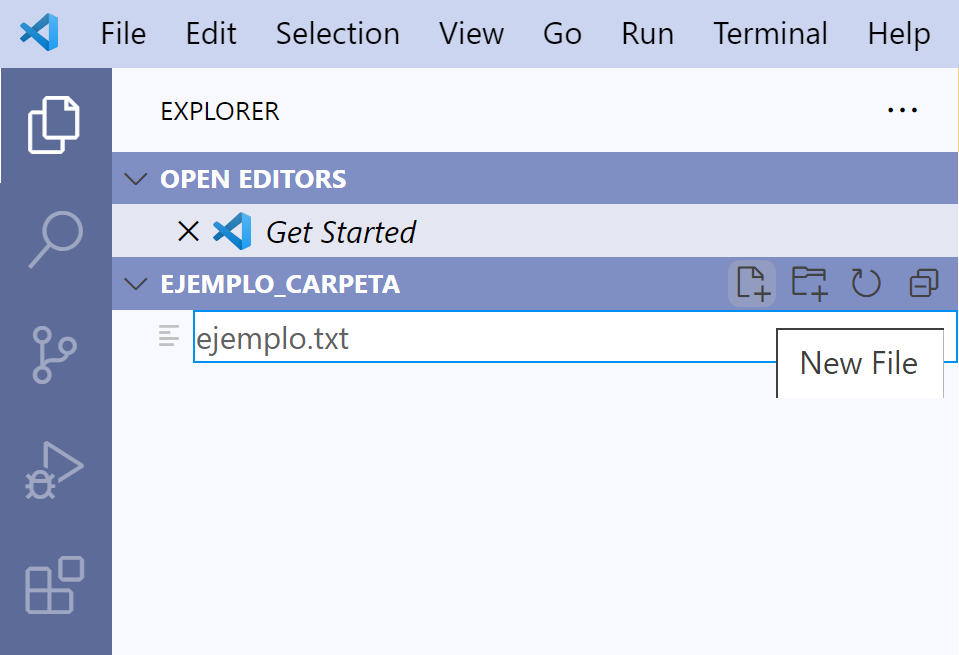 File Edit Selection View Go Run Terminal Help
EXPLORER
OPEN EDITORS
Get Started
EJEMPLO_CARPETA
ejemplo.txt
New File